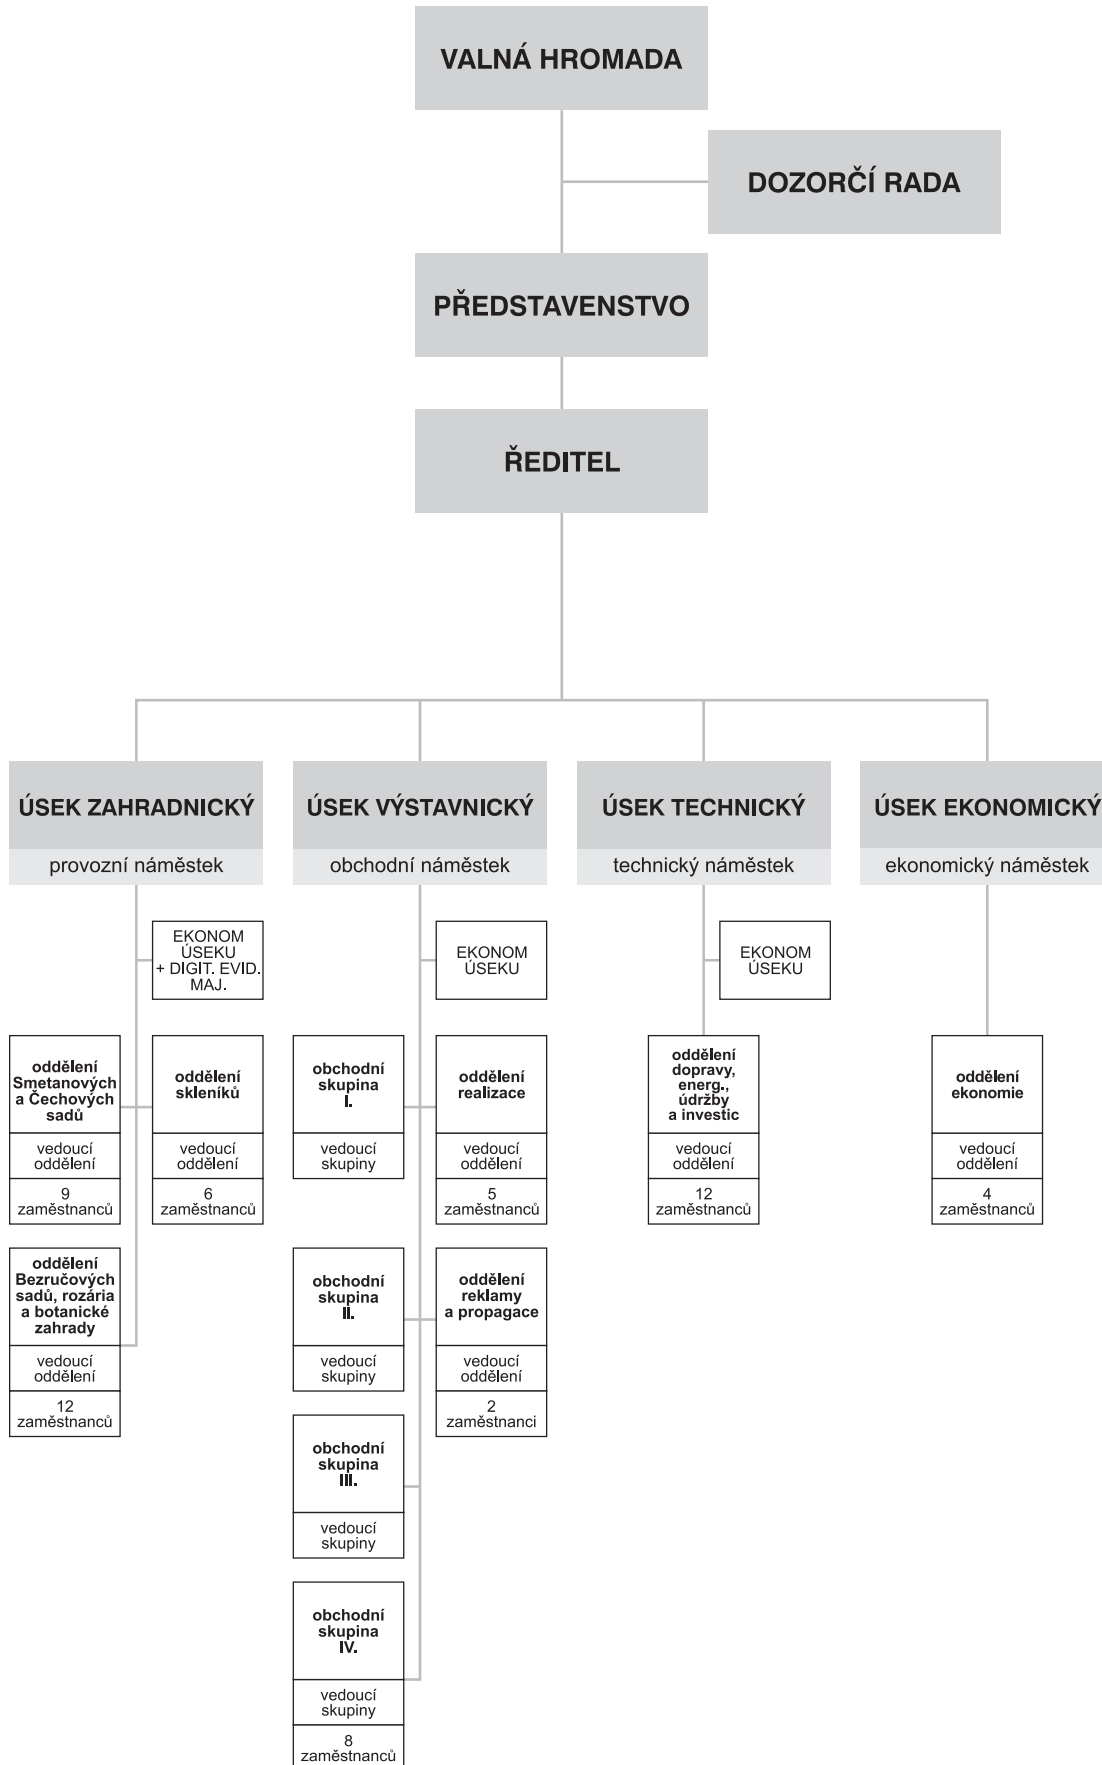 VALNÁ HROMADA
DOZORČÍ RADA
PŘEDSTAVENSTVO
ŘEDITEL
ÚSEK ZAHRADNICKÝ
provozní náměstek
EKONOM
ÚSEKU
+ DIGIT. EVID.
MAJ.
oddělení
Smetanových
a Čechových
sadů
vedoucí
oddělení
9
zaměstnanců
oddělení
skleníků
vedoucí
oddělení
6
zaměstnanců
oddělení
Bezručových
sadů, rozária
a botanické
zahrady
vedoucí
oddělení
12
zaměstnanců
ÚSEK VÝSTAVNICKÝ
obchodní náměstek
EKONOM
ÚSEKU
obchodní
skupina
I.
vedoucí
skupiny
oddělení
realizace
vedoucí
oddělení
5
zaměstnanců
obchodní
skupina
II.
vedoucí
skupiny
oddělení
reklamy
a propagace
vedoucí
oddělení
2
zaměstnanci
obchodní
skupina
III.
vedoucí
skupiny
obchodní
skupina
IV.
vedoucí
skupiny
8
zaměstnanců
ÚSEK TECHNICKÝ
technický náměstek
EKONOM
ÚSEKU
oddělení
dopravy,
energ.,
údržby
a investic
vedoucí
oddělení
12
zaměstnanců
ÚSEK EKONOMICKÝ
ekonomický náměstek
oddělení
ekonomie
vedoucí
oddělení
4
zaměstnanců